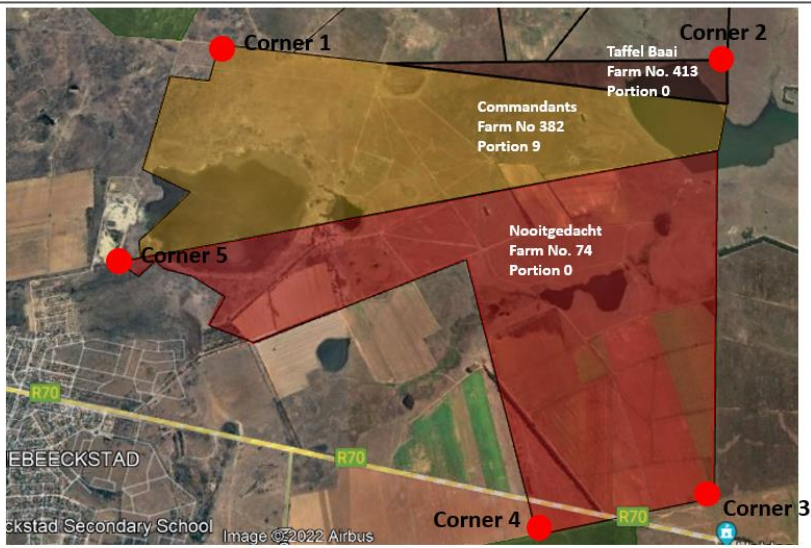 Corner 1
Corner 2
Taffel Baai
Farm No. 413
Portion 0
Commandants
Farm No 382
Portion 9
Nooitgedacht
Farm No. 74
Portion 0
Corner 5
R70
R70
EBEECKSTAD
Corner 3
R70
Corner 4
ckstad Secondary School
Image ©2022 Airbus